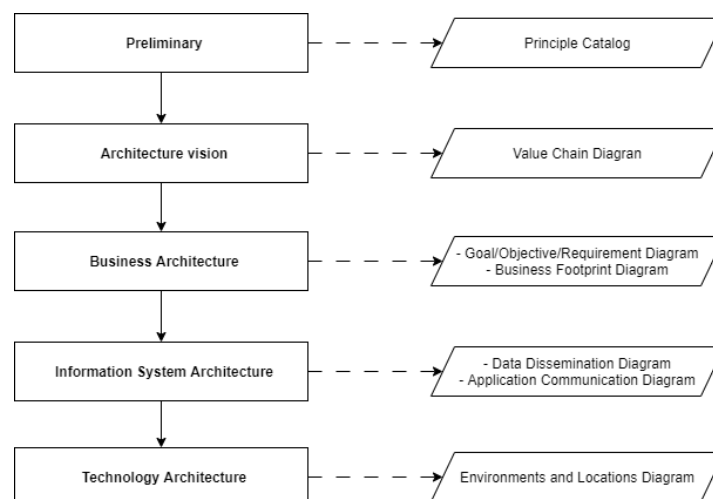 Preliminary
Principle Catalog
Architecture vision
Value Chain Diagran
Business Architecture
- Goal/Objective/Requirement Diagram
- Business Footprint Diagram
Information System Architecture
- Data Dissemination Diagram
- Application Communication Diagram
Technology Architecture
Environments and Locations Diagram